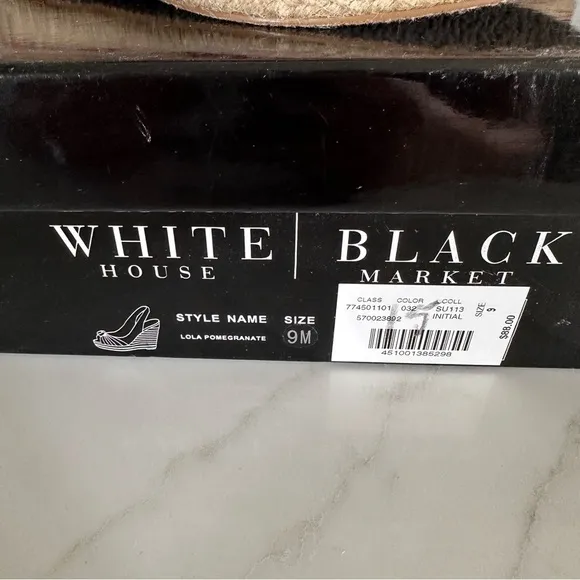 WHITE | BLACK
HOUSE MARKET
STYLE NAME SIZE
LOLA POMEGRANATE 9M
CLASS COLOR COLL
774501101 032 SU113
570023892 INITIAL
451001385298
SIZE 9
$88.00